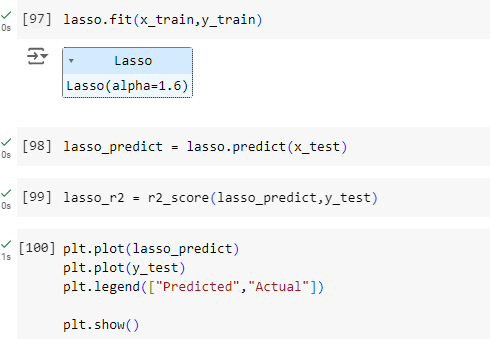 [97] lasso.fit(x_train,y_train)
0s
Lasso
Lasso(alpha=1.6)
[98] lasso_predict = lasso.predict(x_test)
0s
[99] lasso_r2 = r2_score(lasso_predict,y_test)
0s
[100] plt.plot(lasso_predict)
1s
plt.plot(y_test)
plt.legend(["Predicted","Actual"])
plt.show()